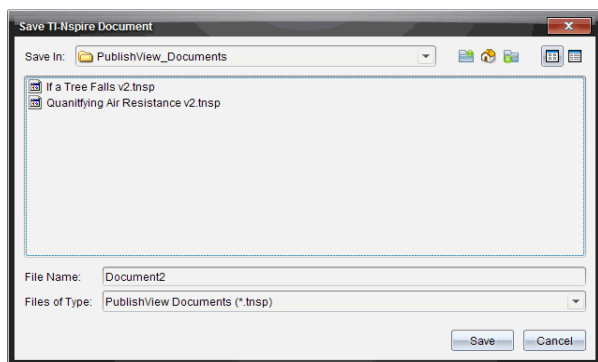 Save TI-Nspire Document
Save In: PublishView_Documents
If a Tree Falls v2.tnsp
Quanitfying Air Resistance v2.tnsp
File Name: Document2
Files of Type: PublishView Documents (*.tnsp)
Save Cancel